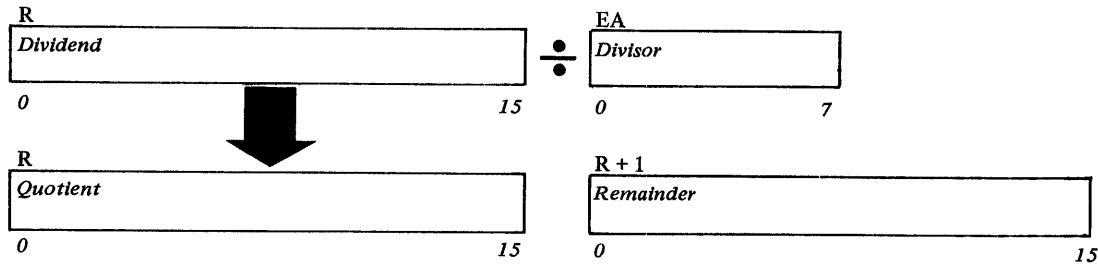 R EA
Dividend ÷ Divisor
0 15 0 7
R R + 1
Quotient Remainder
0 15 0 15